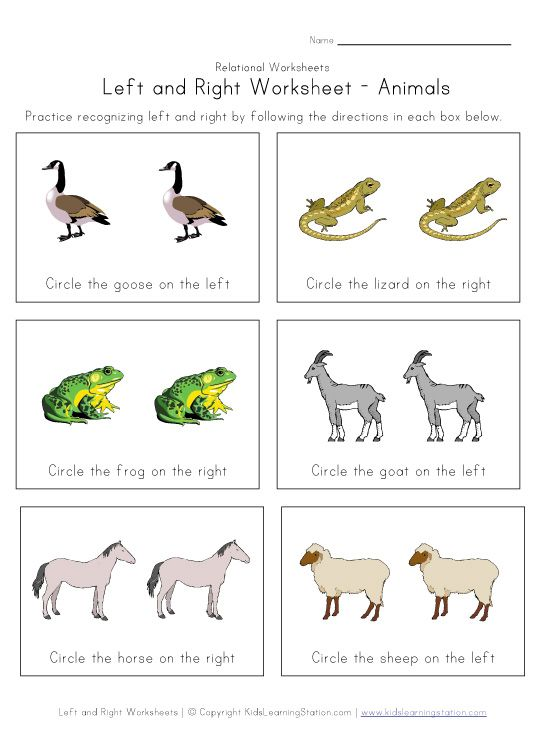 Name
Relational Worksheets
Left and Right Worksheet - Animals
Practice recognizing left and right by following the directions in each box below.
Circle the goose on the left
Circle the lizard on the right
Circle the frog on the right
Circle the goat on the left
Circle the horse on the right
Circle the sheep on the left
Left and Right Worksheets | © Copyright KidsLearningStation.com | www.kidslearningstation.com